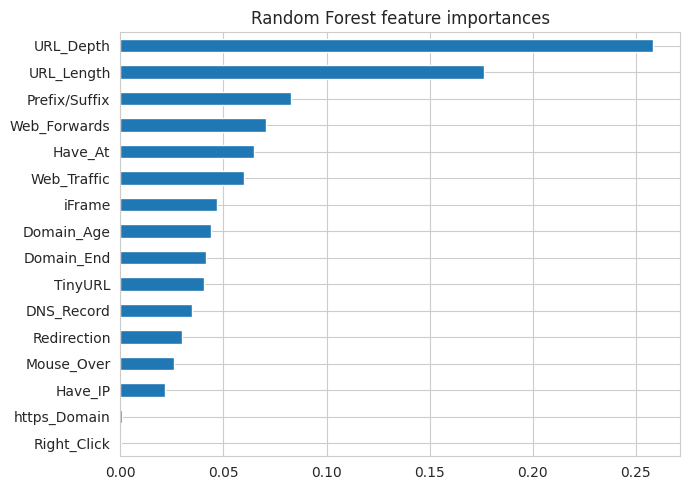 Random Forest feature importances
URL_Depth
URL_Length
Prefix/Suffix
Web_Forwards
Have_At
Web_Traffic
iFrame
Domain_Age
Domain_End
TinyURL
DNS_Record
Redirection
Mouse_Over
Have_IP
https_Domain
Right_Click
0.00 0.05 0.10 0.15 0.20 0.25